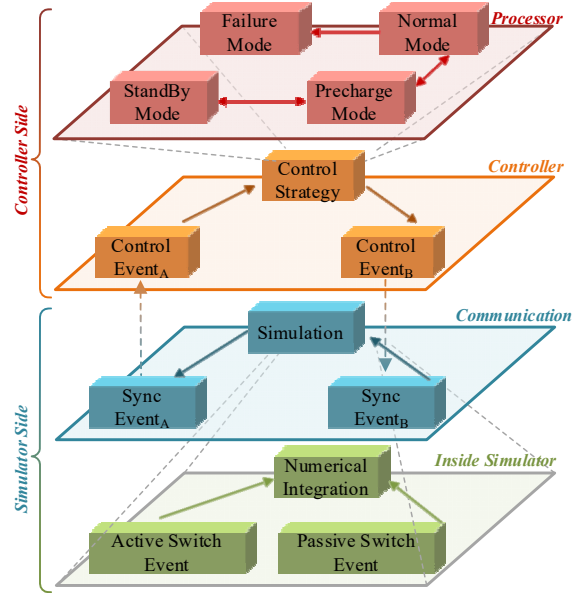 Processor
Failure
Mode
Normal
Mode
StandBy
Mode
Precharge
Mode
Controller Side
Controller
Control
Strategy
Control
EventA
Control
EventB
Communication
Simulation
Sync
EventA
Sync
EventB
Simulator Side
Inside Simulator
Numerical
Integration
Active Switch
Event
Passive Switch
Event